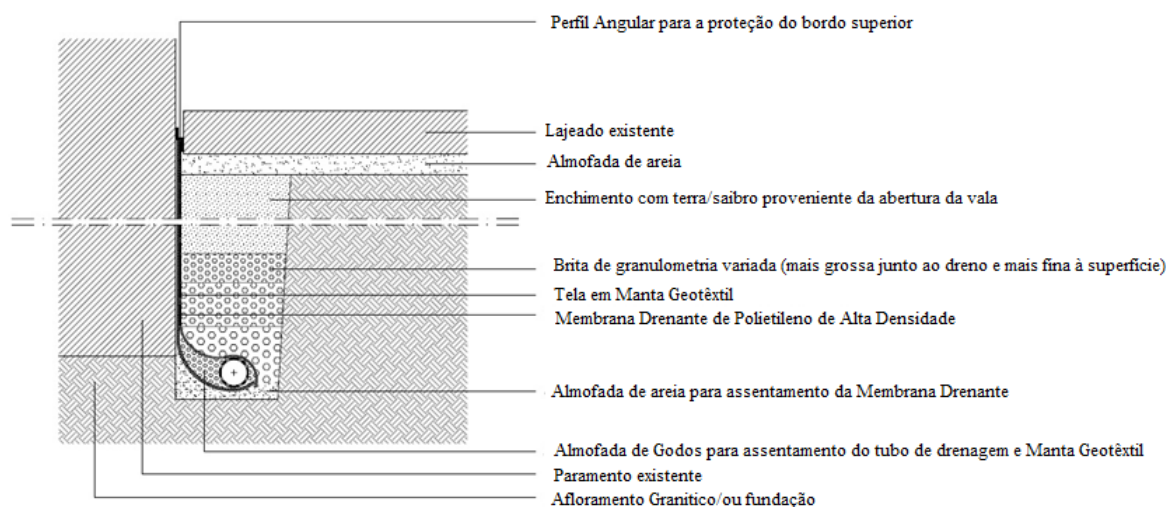 Perfil Angular para a proteção do bordo superior
Lajeado existente
Almofada de areia
Enchimento com terra/saibro proveniente da abertura da vala
Brita de granulometria variada (mais grossa junto ao dreno e mais fina à superfície)
Tela em Manta Geotêxtil
Membrana Drenante de Polietileno de Alta Densidade
Almofada de areia para assentamento da Membrana Drenante
Almofada de Godos para assentamento do tubo de drenagem e Manta Geotêxtil
Paramento existente
Afloramento Granitico/ou fundação